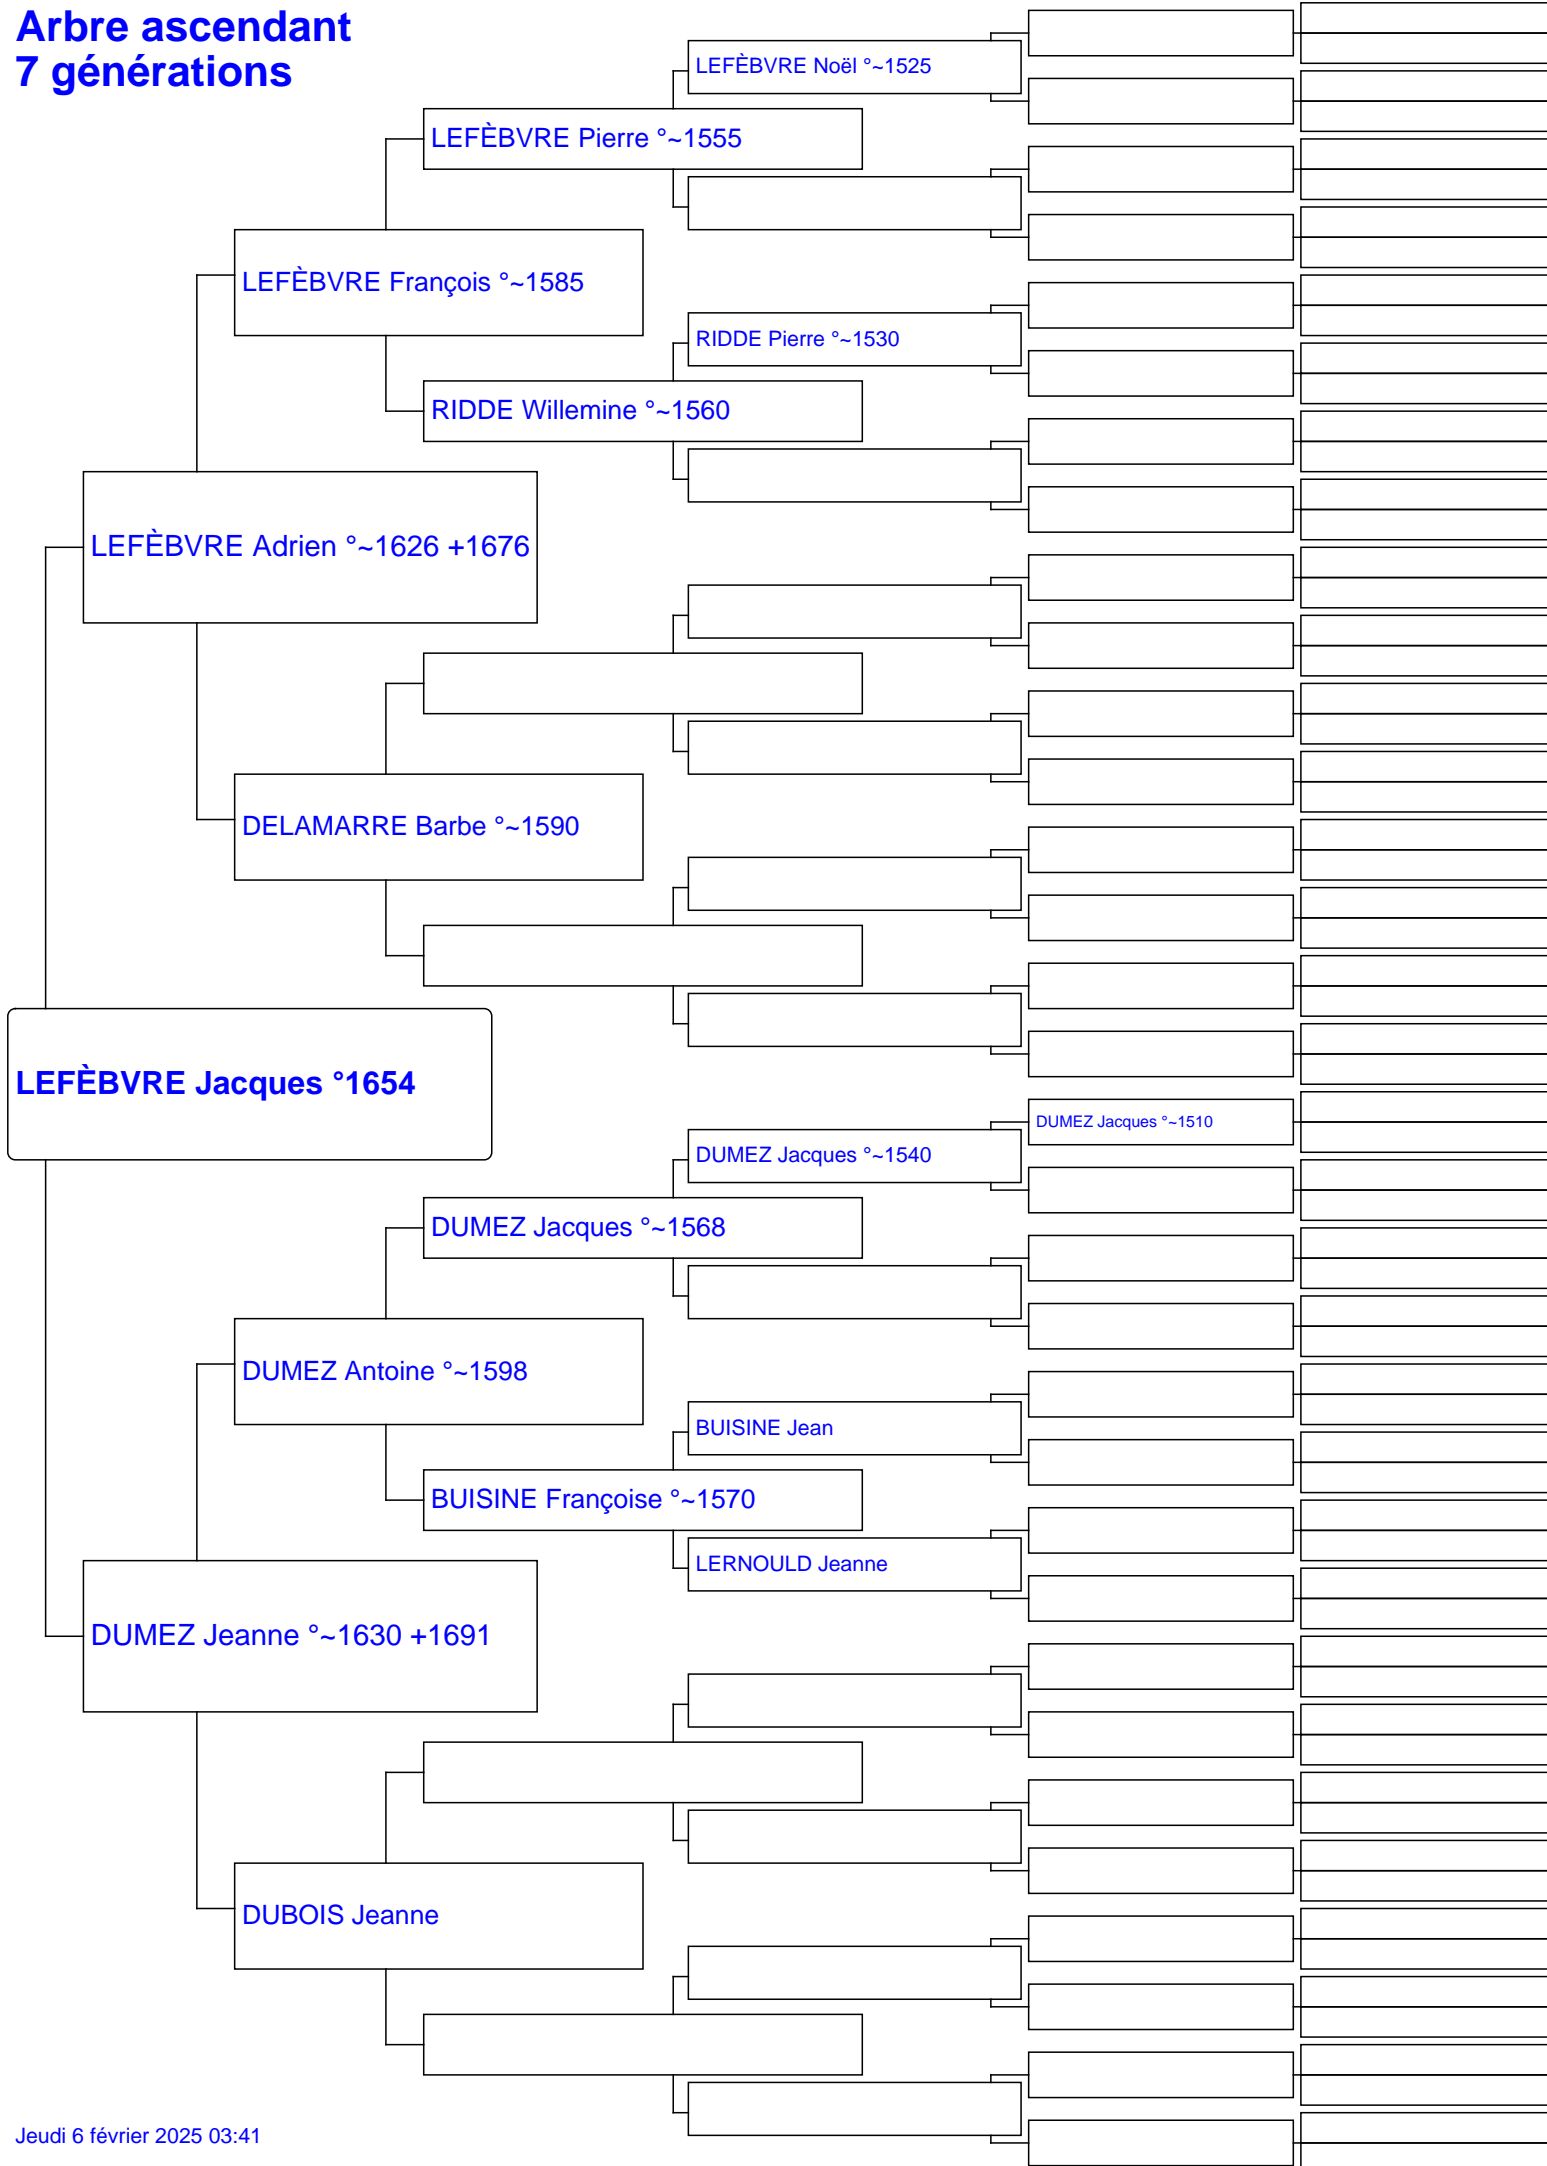 Arbre ascendant
7 générations
LEFÈBVRE Noël °~1525
LEFÈBVRE Pierre °~1555
LEFÈBVRE François °~1585
RIDDE Pierre °~1530
RIDDE Willemine °~1560
LEFÈBVRE Adrien °~1626 +1676
DELAMARRE Barbe °~1590
LEFÈBVRE Jacques °1654
DUMEZ Jacques °~1510
DUMEZ Jacques °~1540
DUMEZ Jacques °~1568
DUMEZ Antoine °~1598
BUISINE Jean
BUISINE Françoise °~1570
LERNOULD Jeanne
DUMEZ Jeanne °~1630 +1691
DUBOIS Jeanne
Jeudi 6 février 2025 03:41